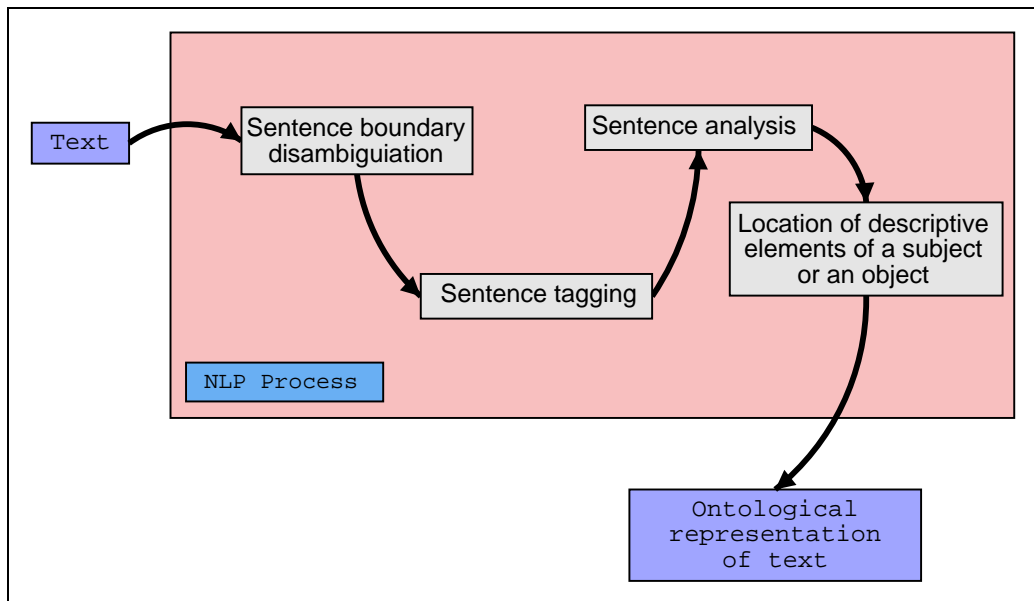 Text
Sentence boundary
disambiguiation
Sentence tagging
Sentence analysis
Location of descriptive
elements of a subject
or an object
NLP Process
Ontological
representation
of text